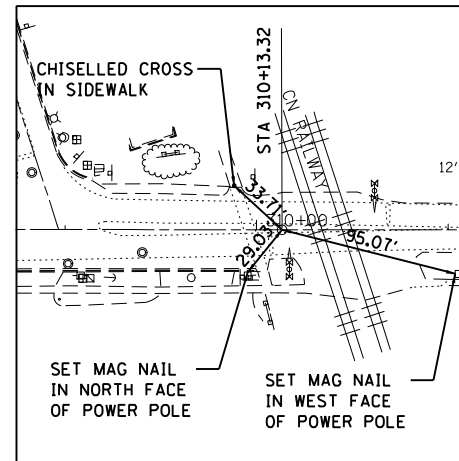 CHISELLED CROSS
IN SIDEWALK
STA 310+13.32
CN RAILWAY
12'
33.71'
310+00
29.03'
95.07'
SET MAG NAIL
IN NORTH FACE
OF POWER POLE
SET MAG NAIL
IN WEST FACE
OF POWER POLE